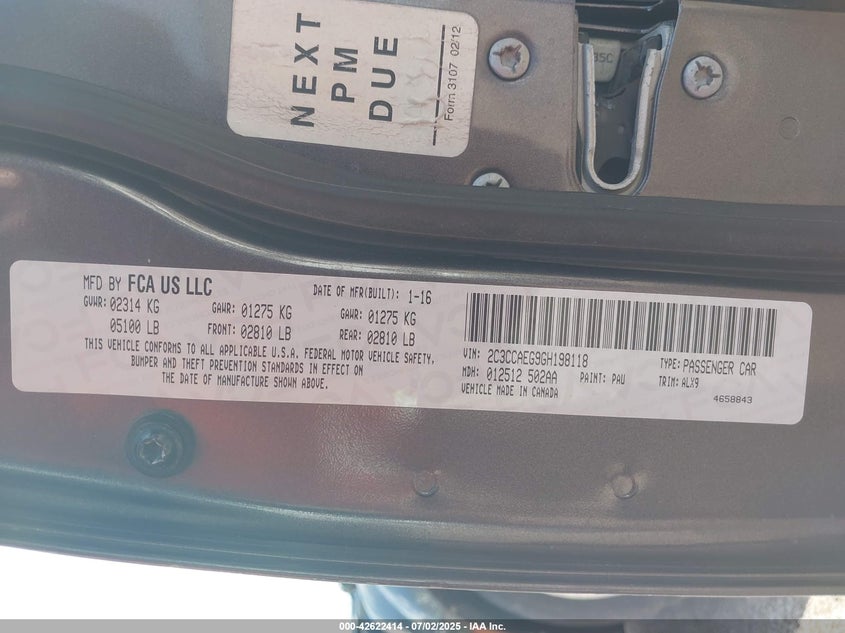 NEXT
PM
DUE
Form 3107 02/12
MFD BY FCA US LLC
DATE OF MFR(BUILT): 1-16
GVWR: 02314 KG GAWR: 01275 KG GAWR: 01275 KG
05100 LB FRONT: 02810 LB REAR: 02810 LB
THIS VEHICLE CONFORMS TO ALL APPLICABLE U.S.A. FEDERAL MOTOR VEHICLE SAFETY,
BUMPER AND THEFT PREVENTION STANDARDS IN EFFECT ON
THE DATE OF MANUFACTURE SHOWN ABOVE.
VIN: 2C3CCAEG9GH198118 TYPE: PASSENGER CAR
MDH: 012512 502AA PAINT: PAU TRIM: ALX9
VEHICLE MADE IN CANADA
4658843
000-42622414 - 07/02/2025 - IAA Inc.